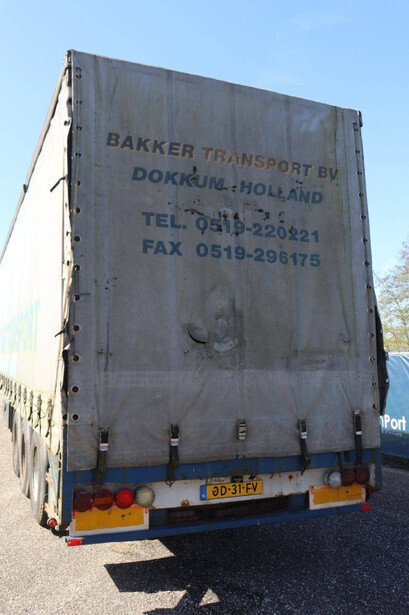 BAKKER TRANSPORT BV
DOKKUM - HOLLAND
TEL. 0519-220221
FAX 0519-296175
OD-31-FV
nPort